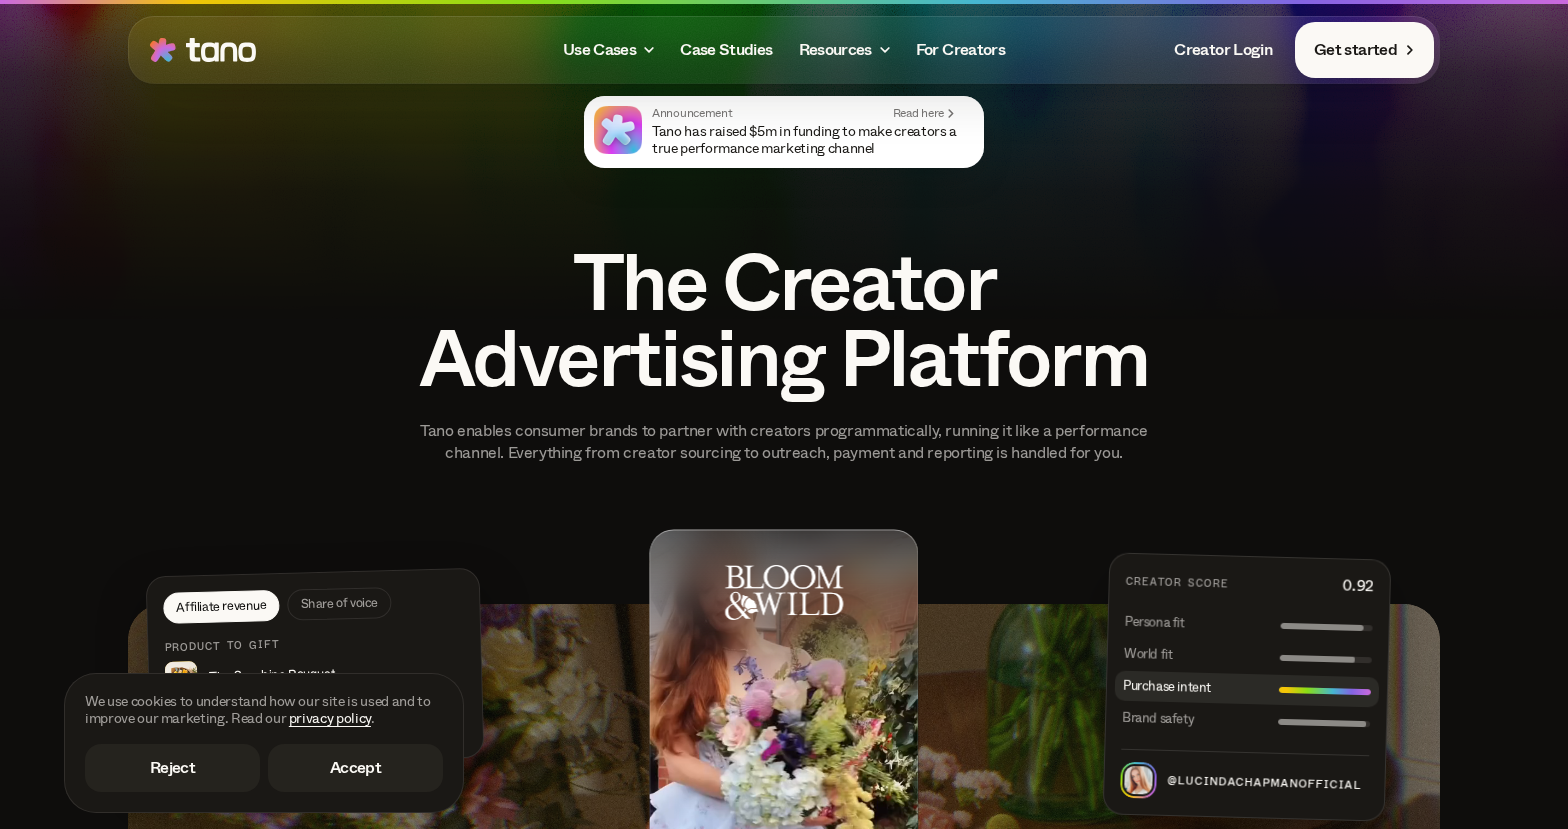 tano
Use Cases
Case Studies
Resources
For Creators
Creator Login
Get started
Announcement
Read here
Tano has raised $5m in funding to make creators a
true performance marketing channel
The Creator
Advertising Platform
Tano enables consumer brands to partner with creators programmatically, running it like a performance
channel. Everything from creator sourcing to outreach, payment and reporting is handled for you.
Affiliate revenue
Share of voice
PRODUCT TO GIFT
We use cookies to understand how our site is used and to
improve our marketing. Read our privacy policy.
Reject
Accept
BLOOM
&WILD
CREATOR SCORE
0.92
Persona fit
World fit
Purchase intent
Brand safety
@LUCINDACHAPMANOFFICIAL